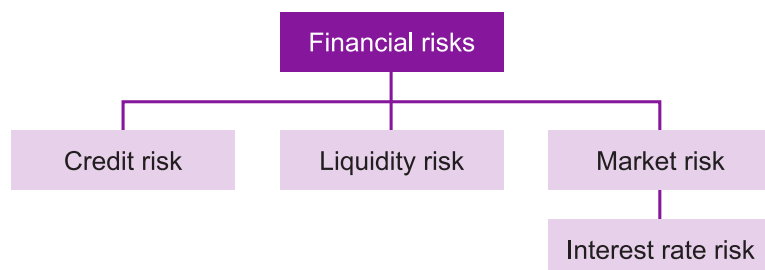 Financial risks
Credit risk
Liquidity risk
Market risk
Interest rate risk